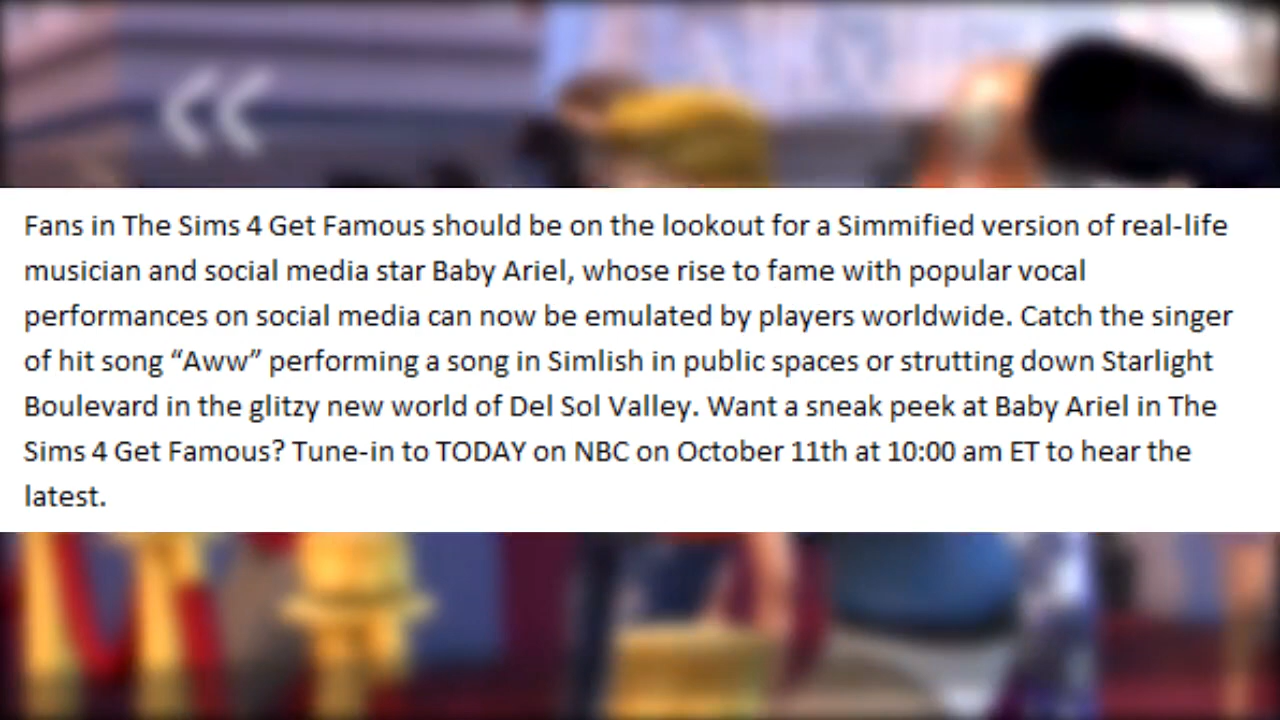 Fans in The Sims 4 Get Famous should be on the lookout for a Simmified version of real-life
musician and social media star Baby Ariel, whose rise to fame with popular vocal
performances on social media can now be emulated by players worldwide. Catch the singer
of hit song “Aww” performing a song in Simlish in public spaces or strutting down Starlight
Boulevard in the glitzy new world of Del Sol Valley. Want a sneak peek at Baby Ariel in The
Sims 4 Get Famous? Tune-in to TODAY on NBC on October 11th at 10:00 am ET to hear the
latest.